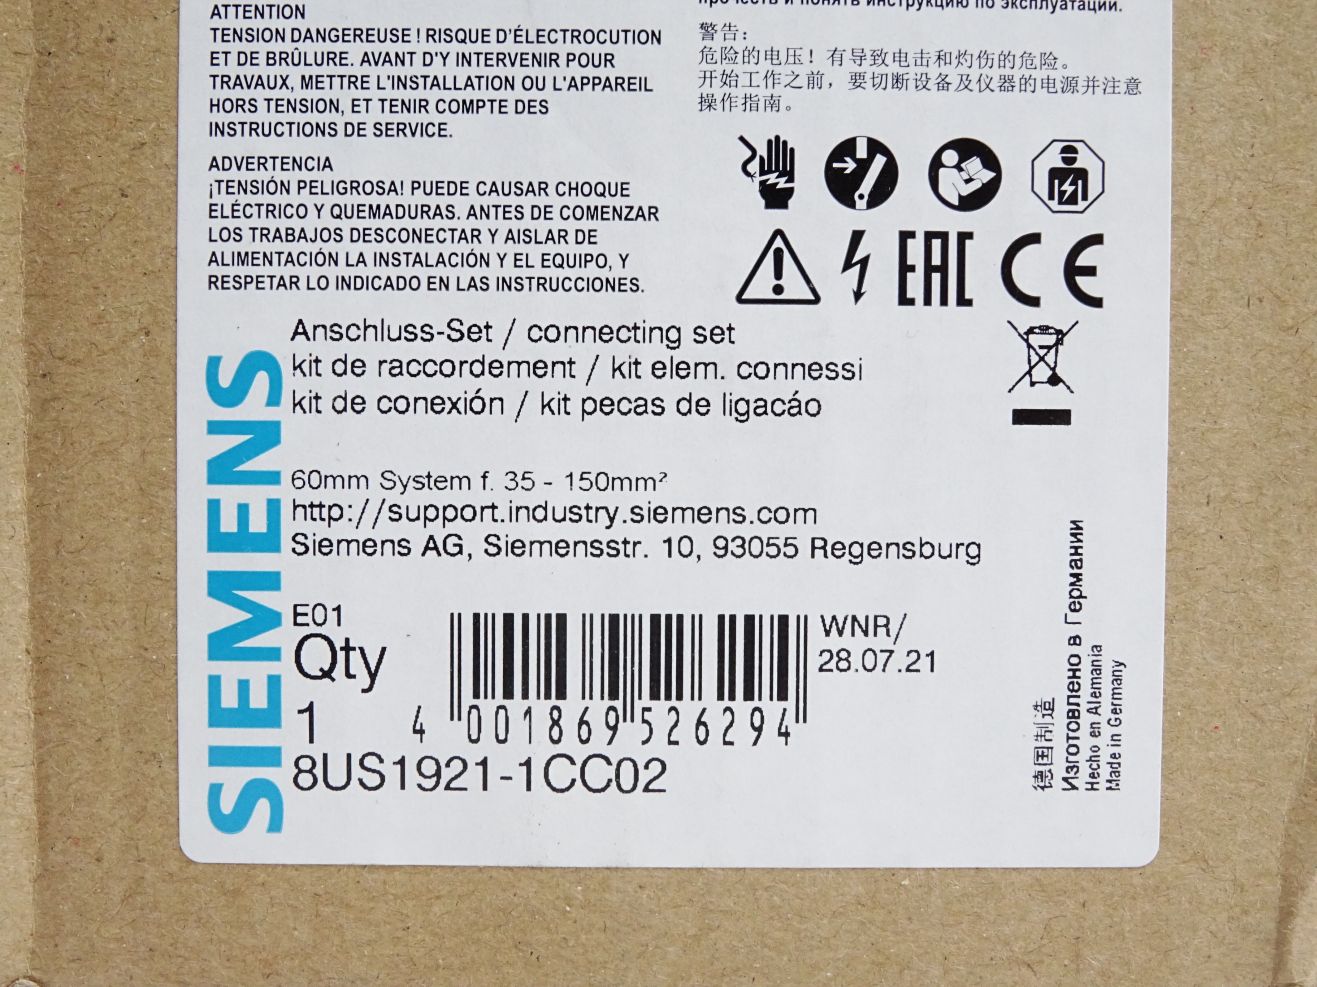 ATTENTION
TENSION DANGEREUSE ! RISQUE D'ÉLECTROCUTION
ET DE BRÛLURE. AVANT D'Y INTERVENIR POUR
TRAVAUX, METTRE L'INSTALLATION OU L'APPAREIL
HORS TENSION, ET TENIR COMPTE DES
INSTRUCTIONS DE SERVICE.
ADVERTENCIA
¡TENSIÓN PELIGROSA! PUEDE CAUSAR CHOQUE
ELÉCTRICO Y QUEMADURAS. ANTES DE COMENZAR
LOS TRABAJOS DESCONECTAR Y AISLAR DE
ALIMENTACIÓN LA INSTALACIÓN Y EL EQUIPO, Y
RESPETAR LO INDICADO EN LAS INSTRUCCIONES.
прочесть и понять инструкцию по эксплуатации.
警告：
危险的电压！有导致电击和灼伤的危险。
开始工作之前，要切断设备及仪器的电源并注意
操作指南。
EAC CE
SIEMENS
Anschluss-Set / connecting set
kit de raccordement / kit elem. connessi
kit de conexión / kit pecas de ligacáo
60mm System f. 35 - 150mm²
http://support.industry.siemens.com
Siemens AG, Siemensstr. 10, 93055 Regensburg
E01
Qty
1
4 001869 526294
WNR/
28.07.21
8US1921-1CC02
德国制造
Изготовлено в Германии
Hecho en Alemania
Made in Germany